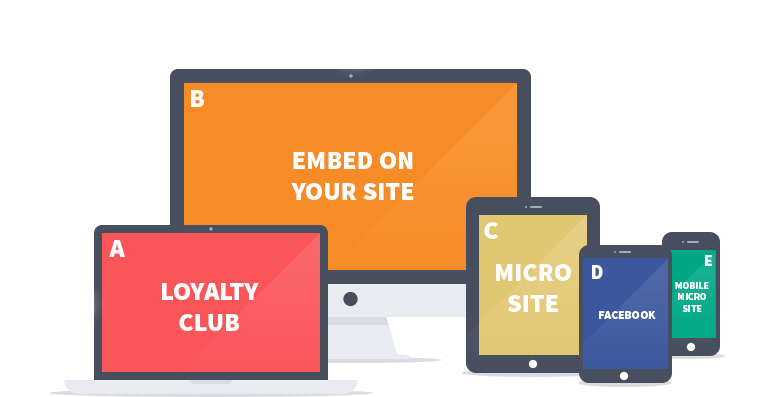 A
LOYALTY
CLUB
B
EMBED ON
YOUR SITE
C
MICRO
SITE
D
FACEBOOK
E
MOBILE
MICRO
SITE